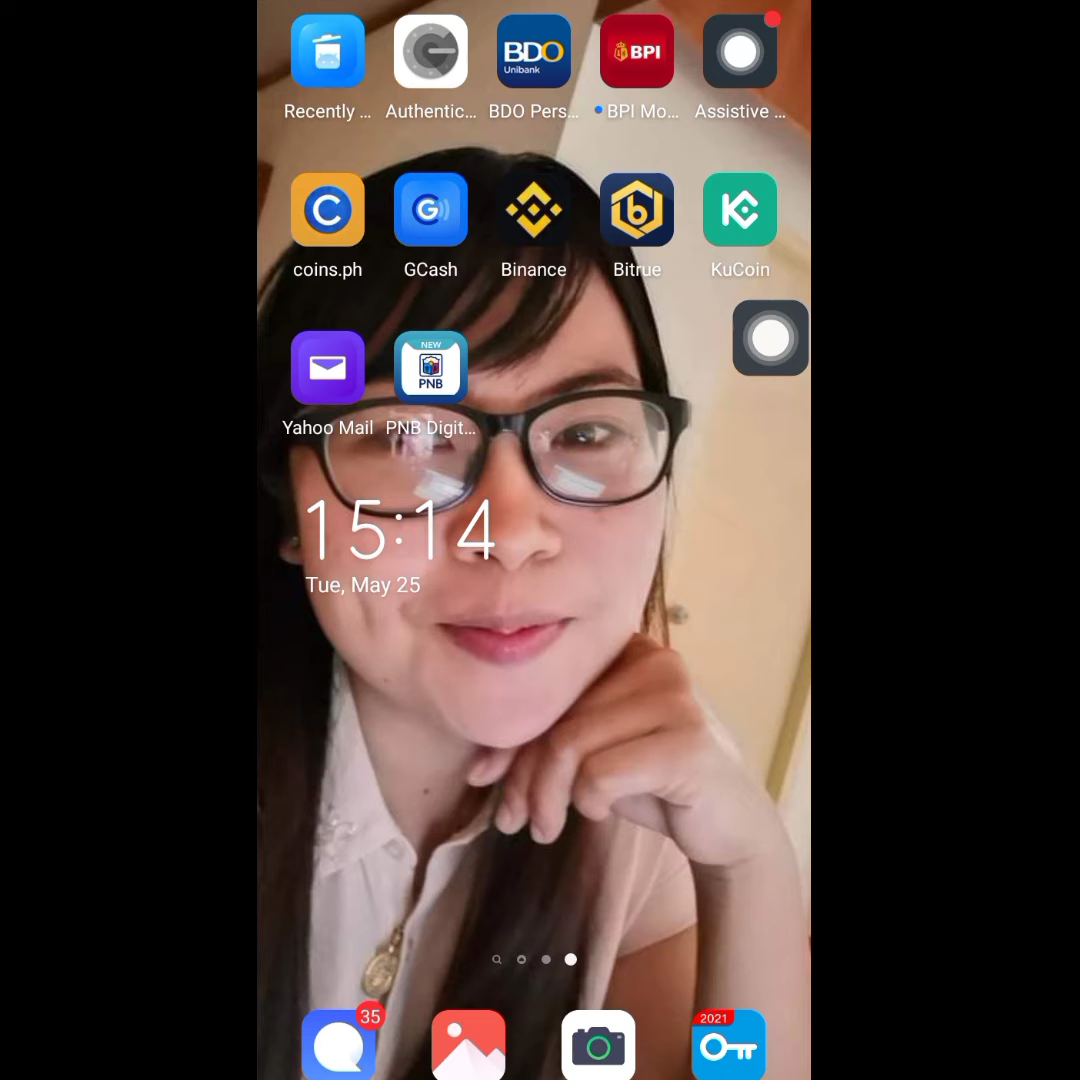 BDO
Unibank
BPI
Recently ...
Authentic...
BDO Pers...
BPI Mo...
Assistive ...
coins.ph
GCash
Binance
Bitrue
KuCoin
NEW
PNB
Yahoo Mail
PNB Digit...
15:14
Tue, May 25
35
2021